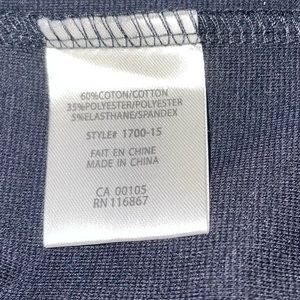 60%COTON/COTTON
35%POLYESTER/POLYESTER
5%ELASTHANE/SPANDEX
STYLE# 1700-15
FAIT EN CHINE
MADE IN CHINA
CA 00105
RN 116867